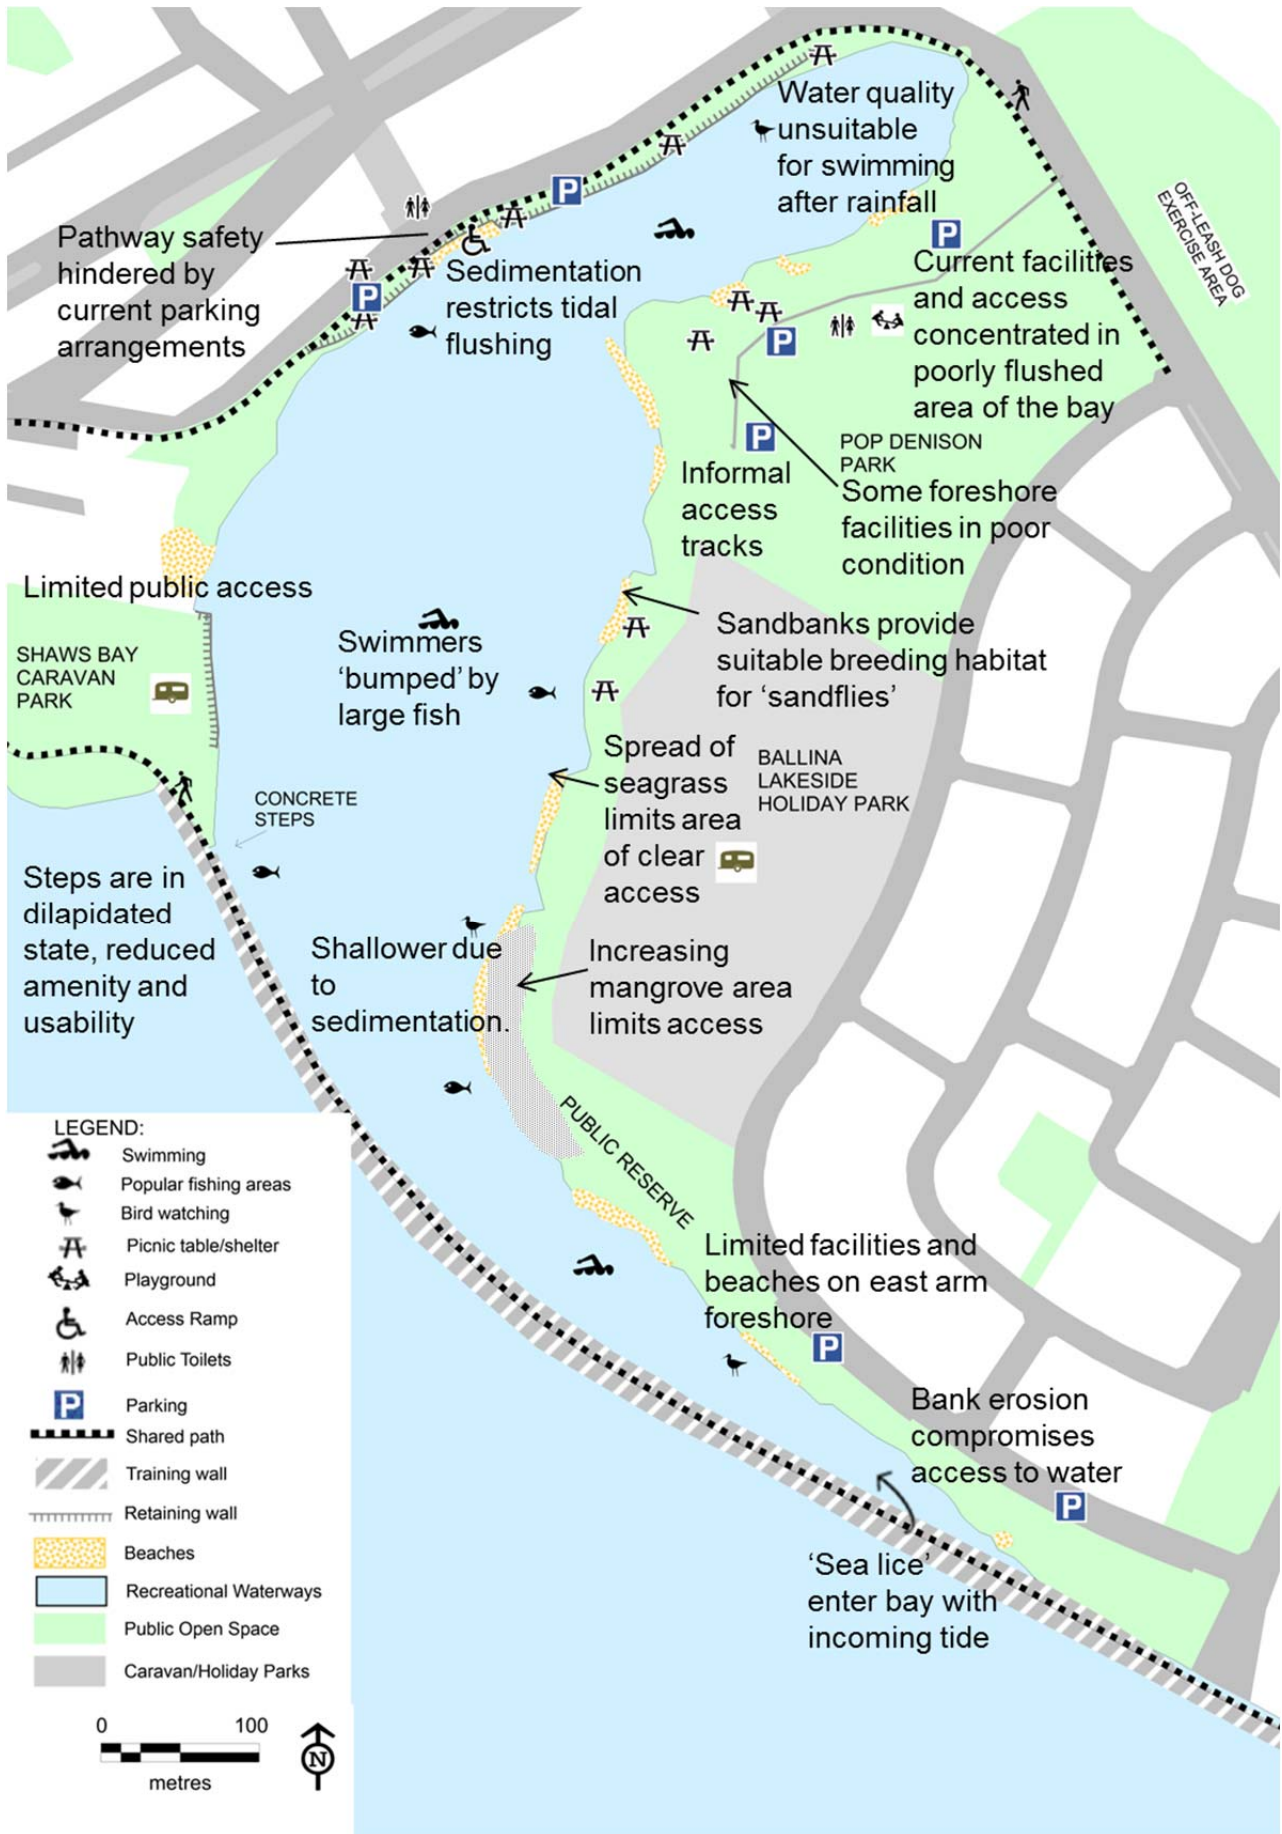 Water quality
unsuitable
for swimming
after rainfall
P
OFF-LEASH DOG
EXERCISE AREA
Pathway safety
hindered by
current parking
arrangements
P
Sedimentation
restricts tidal
flushing
P
Current facilities
and access
concentrated in
poorly flushed
area of the bay
P
P
POP DENISON
PARK
Informal
access
tracks
Some foreshore
facilities in poor
condition
Limited public access
SHAWS BAY
CARAVAN
PARK
Swimmers
‘bumped’ by
large fish
Sandbanks provide
suitable breeding habitat
for ‘sandflies’
Spread of
seagrass
limits area
of clear
access
BALLINA
LAKESIDE
HOLIDAY PARK
CONCRETE
STEPS
Steps are in
dilapidated
state, reduced
amenity and
usability
Shallower due
to
sedimentation.
Increasing
mangrove area
limits access
PUBLIC RESERVE
Limited facilities and
beaches on east arm
foreshore
P
Bank erosion
compromises
access to water
P
‘Sea lice’
enter bay with
incoming tide
LEGEND:
Swimming
Popular fishing areas
Bird watching
Picnic table/shelter
Playground
Access Ramp
Public Toilets
P Parking
Shared path
Training wall
Retaining wall
Beaches
Recreational Waterways
Public Open Space
Caravan/Holiday Parks
0 100
metres
N